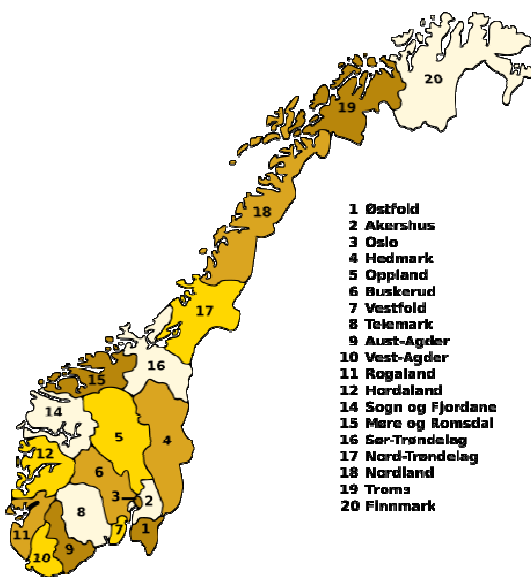 20
19
18
17
16
15
14
5
4
12
6
3
2
8
7
1
11
10
9
1 Østfold
2 Akershus
3 Oslo
4 Hedmark
5 Oppland
6 Buskerud
7 Vestfold
8 Telemark
9 Aust-Agder
10 Vest-Agder
11 Rogaland
12 Hordaland
14 Sogn og Fjordane
15 Møre og Romsdal
16 Sør-Trøndelag
17 Nord-Trøndelag
18 Nordland
19 Troms
20 Finnmark